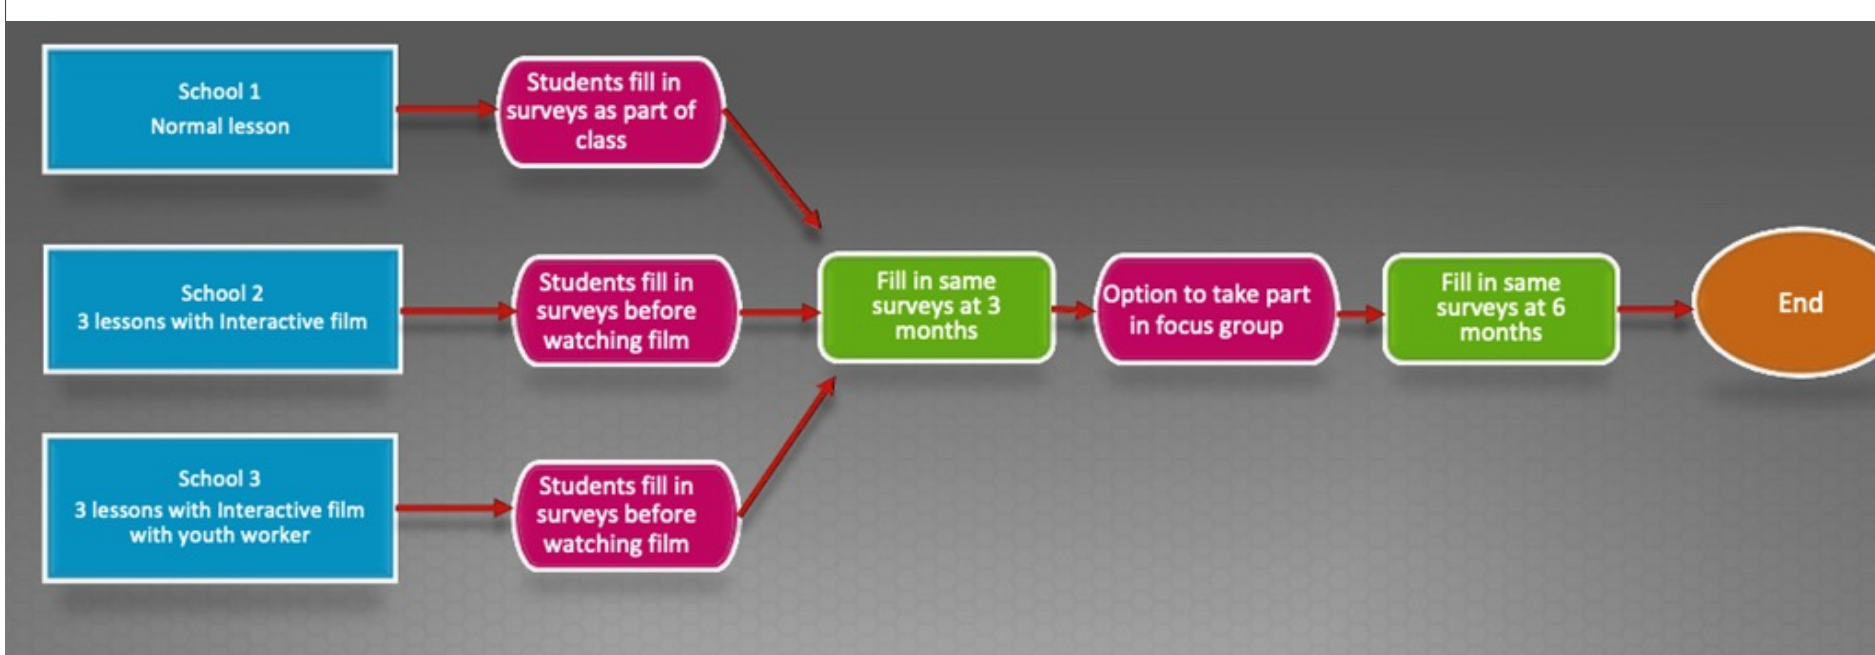 School 1
Normal lesson
Students fill in
surveys as part of
class
School 2
3 lessons with Interactive film
Students fill in
surveys before
watching film
Fill in same
surveys at 3
months
Option to take part
in focus group
Fill in same
surveys at 6
months
End
School 3
3 lessons with Interactive film
with youth worker
Students fill in
surveys before
watching film